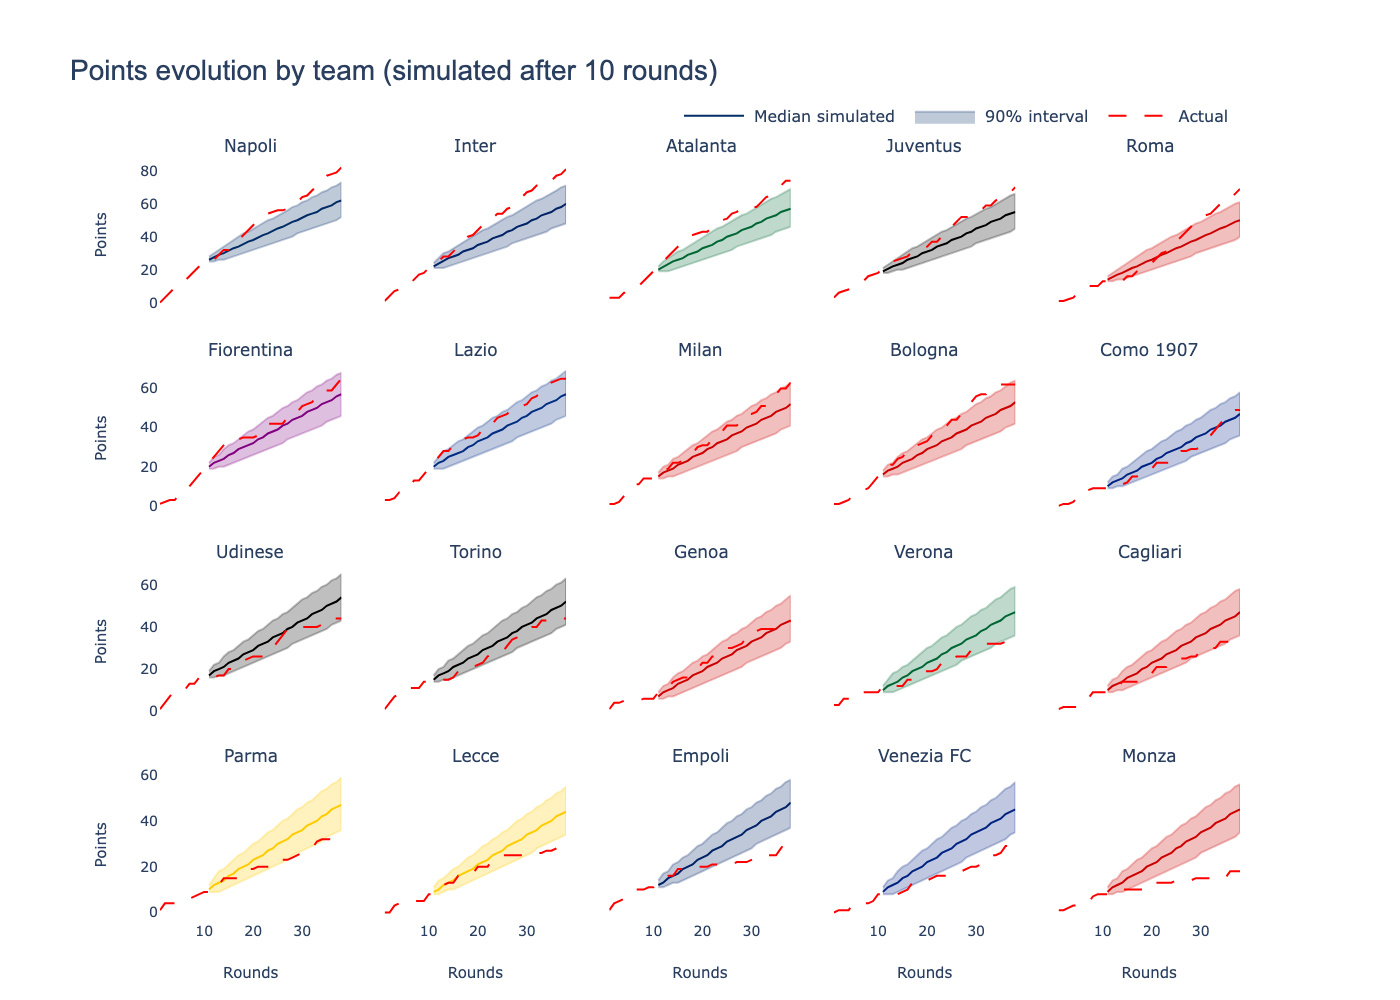 Points evolution by team (simulated after 10 rounds)
Median simulated 90% interval Actual
Napoli Inter Atalanta Juventus Roma
80
60
40
20
0
Points
Fiorentina Lazio Milan Bologna Como 1907
60
40
20
0
Points
Udinese Torino Genoa Verona Cagliari
60
40
20
0
Points
Parma Lecce Empoli Venezia FC Monza
60
40
20
0
Points
10 20 30 10 20 30 10 20 30 10 20 30 10 20 30
Rounds Rounds Rounds Rounds Rounds